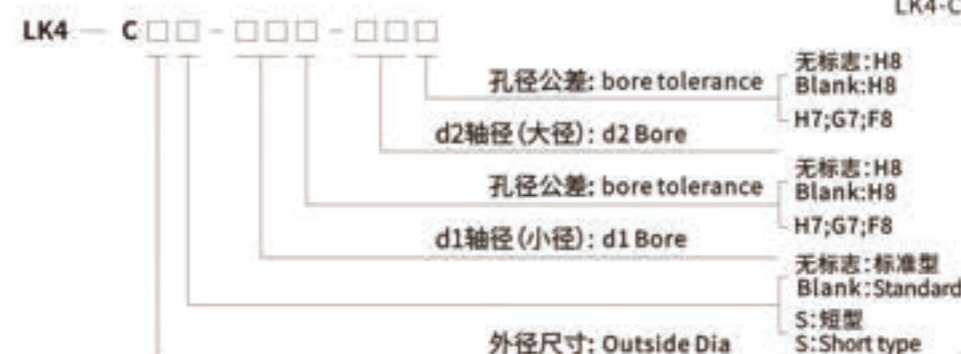 LK4-C
LK4 — C□□ - □□□ - □□□
孔径公差: bore tolerance
无标志:H8
Blank:H8
H7;G7;F8
d2轴径(大径): d2 Bore
孔径公差: bore tolerance
无标志:H8
Blank:H8
H7;G7;F8
d1轴径(小径): d1 Bore
无标志:标准型
Blank:Standard
S:短型
S:Short type
外径尺寸: Outside Dia